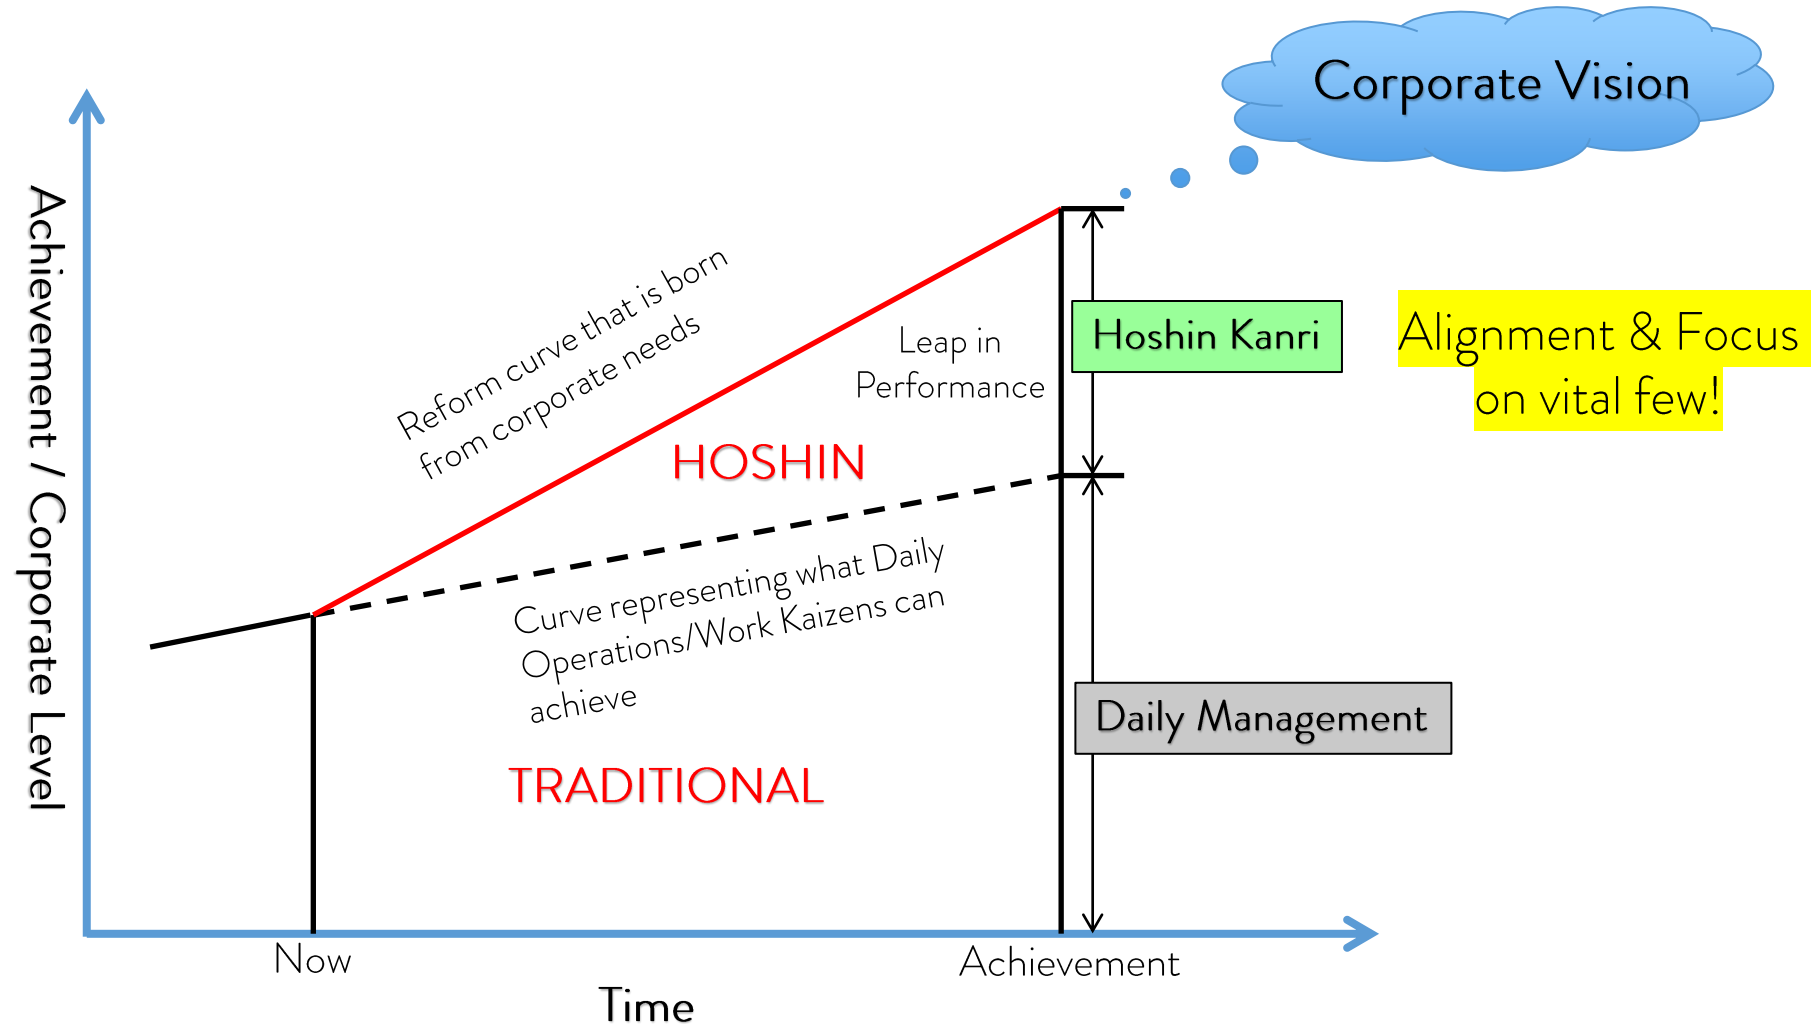 Corporate Vision
Achievement / Corporate Level
Reform curve that is born
from corporate needs
Leap in
Performance
Hoshin Kanri
Alignment & Focus
on vital few!
HOSHIN
Curve representing what Daily
Operations/Work Kaizens can
achieve
Daily Management
TRADITIONAL
Now
Achievement
Time